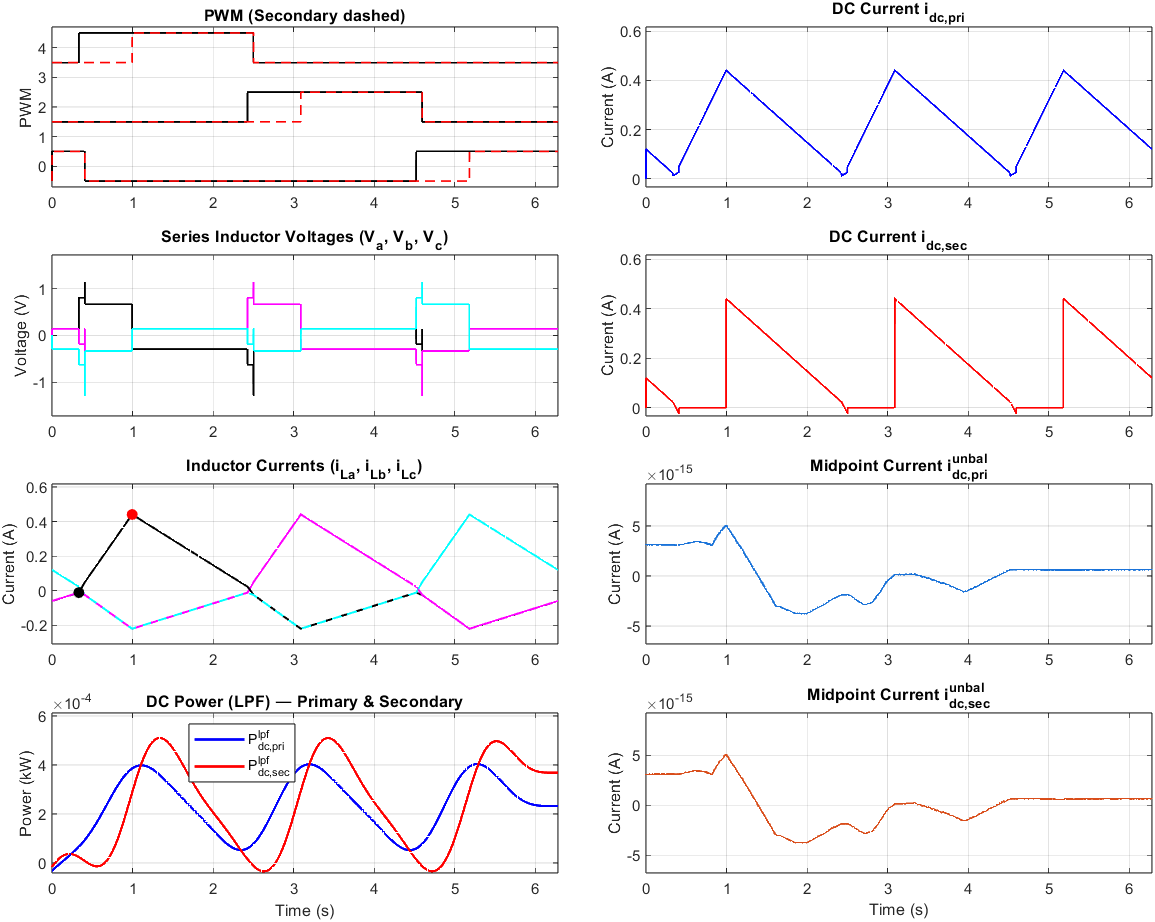 PWM (Secondary dashed)
PWM
4
3
2
1
0
0 1 2 3 4 5 6
DC Current i_dc,pri
Current (A)
0.6
0.4
0.2
0
0 1 2 3 4 5 6
Series Inductor Voltages (V_a, V_b, V_c)
Voltage (V)
1
0
-1
0 1 2 3 4 5 6
DC Current i_dc,sec
Current (A)
0.6
0.4
0.2
0
0 1 2 3 4 5 6
Inductor Currents (i_La, i_Lb, i_Lc)
Current (A)
0.6
0.4
0.2
0
-0.2
0 1 2 3 4 5 6
Midpoint Current i^unbal_dc,pri
×10^-15
Current (A)
5
0
-5
0 1 2 3 4 5 6
DC Power (LPF) — Primary & Secondary
×10^-4
Power (kW)
6
4
2
0
P^lpf_dc,pri
P^lpf_dc,sec
0 1 2 3 4 5 6
Time (s)
Midpoint Current i^unbal_dc,sec
×10^-15
Current (A)
5
0
-5
0 1 2 3 4 5 6
Time (s)